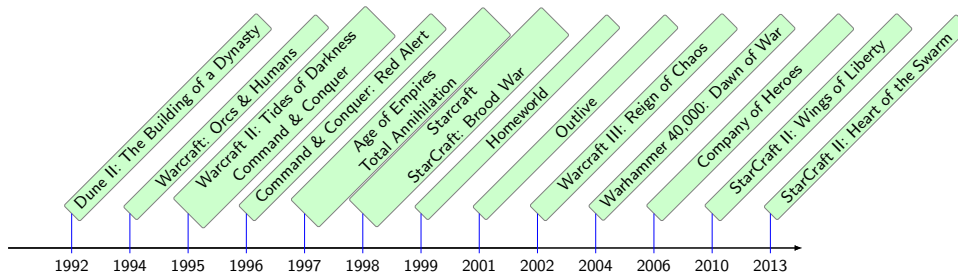 Dune II: The Building of a Dynasty
Warcraft: Orcs & Humans
Warcraft II: Tides of Darkness
Command & Conquer
Command & Conquer: Red Alert
Age of Empires
Total Annihilation
Starcraft
StarCraft: Brood War
Homeworld
Outlive
Warcraft III: Reign of Chaos
Warhammer 40,000: Dawn of War
Company of Heroes
StarCraft II: Wings of Liberty
StarCraft II: Heart of the Swarm
1992 1994 1995 1996 1997 1998 1999 2001 2002 2004 2006 2010 2013